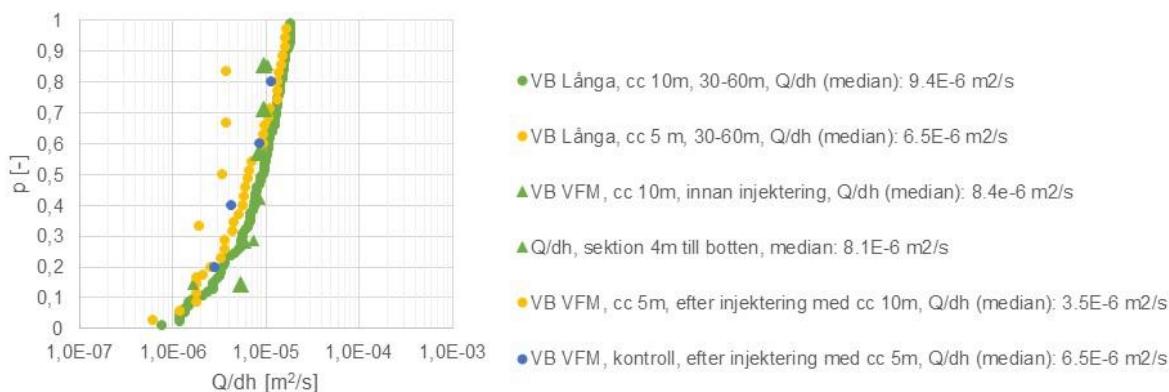 1
0,9
0,8
0,7
0,6
0,5
0,4
0,3
0,2
0,1
0
p [-]
1,0E-07 1,0E-06 1,0E-05 1,0E-04 1,0E-03
Q/dh [m²/s]
VB Långa, cc 10m, 30-60m, Q/dh (median): 9.4E-6 m2/s
VB Långa, cc 5 m, 30-60m, Q/dh (median): 6.5E-6 m2/s
VB VFM, cc 10m, innan injektering, Q/dh (median): 8.4e-6 m2/s
Q/dh, sektion 4m till botten, median: 8.1E-6 m2/s
VB VFM, cc 5m, efter injektering med cc 10m, Q/dh (median): 3.5E-6 m2/s
VB VFM, kontroll, efter injektering med cc 5m, Q/dh (median): 6.5E-6 m2/s